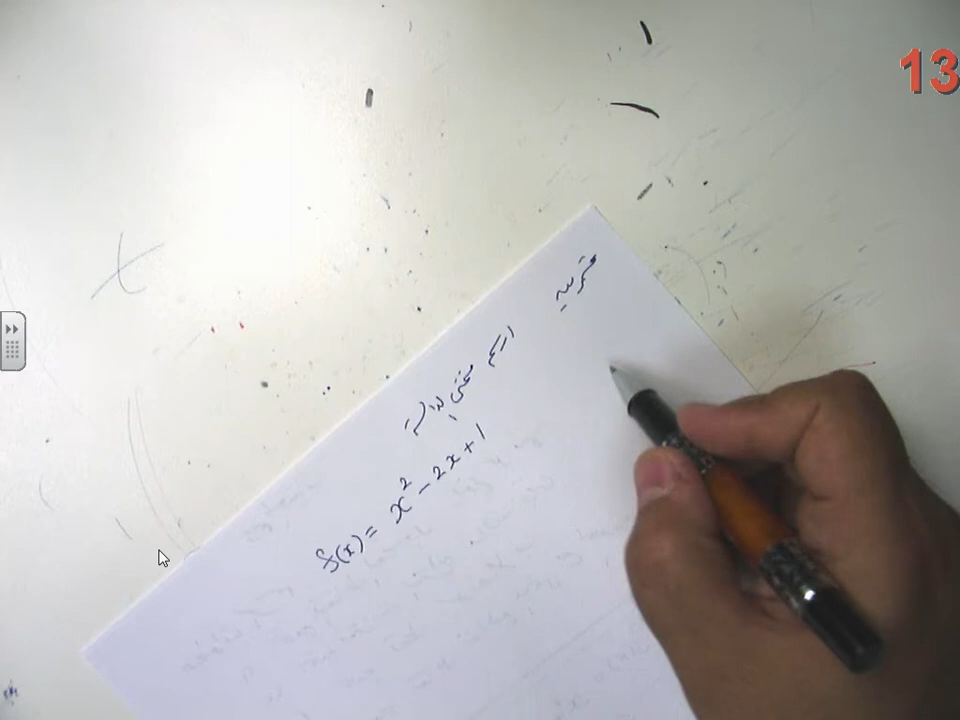 13
تمرين
ارسم منحنى الدالة
f(x) = x² - 2x + 1